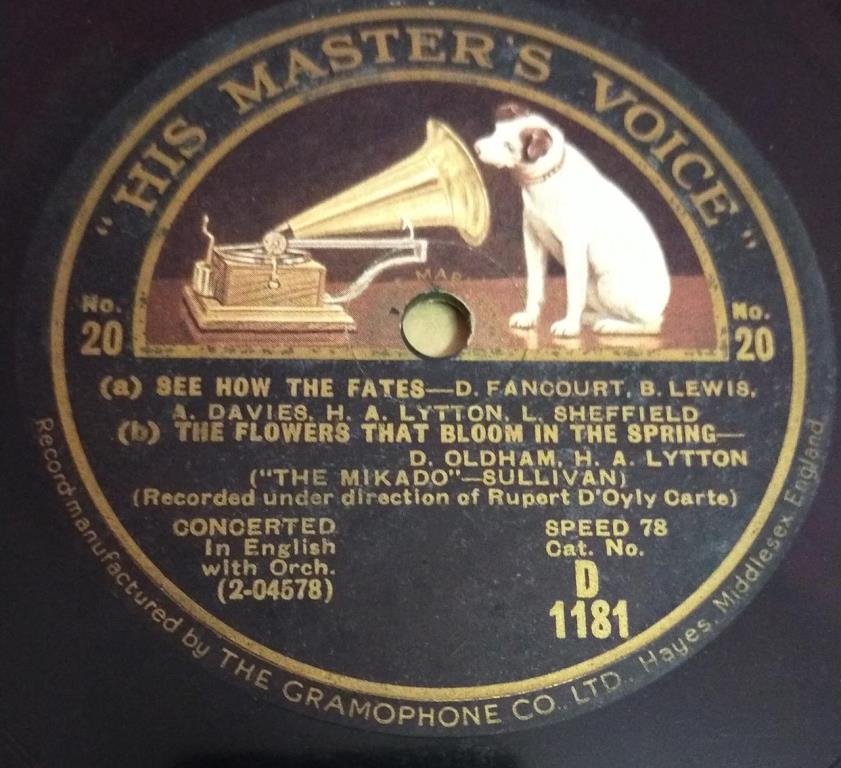 "HIS MASTER'S VOICE"
MAR
No. 20
No. 20
(a) SEE HOW THE FATES—D. FANCOURT, B. LEWIS,
A. DAVIES, H. A. LYTTON, L. SHEFFIELD
(b) THE FLOWERS THAT BLOOM IN THE SPRING—
D. OLDHAM, H. A. LYTTON
("THE MIKADO"—SULLIVAN)
(Recorded under direction of Rupert D'Oyly Carte)
CONCERTED
In English
with Orch.
(2-04578)
SPEED 78
Cat. No.
D
1181
Record manufactured by THE GRAMOPHONE CO., LTD., Hayes, Middlesex, England